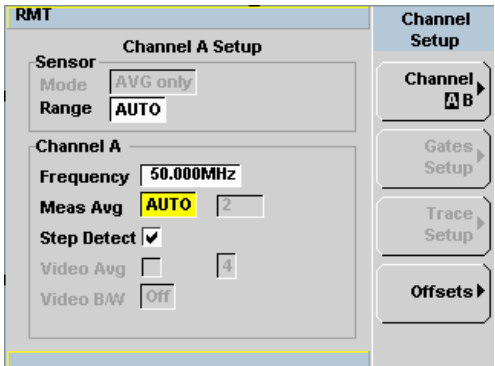 RMT
Channel A Setup
Sensor
Mode AVG only
Range AUTO
Channel A
Frequency 50.000MHz
Meas Avg AUTO 2
Step Detect
Video Avg 4
Video B/W Off
Channel Setup
Channel
A B
Gates
Setup
Trace
Setup
Offsets